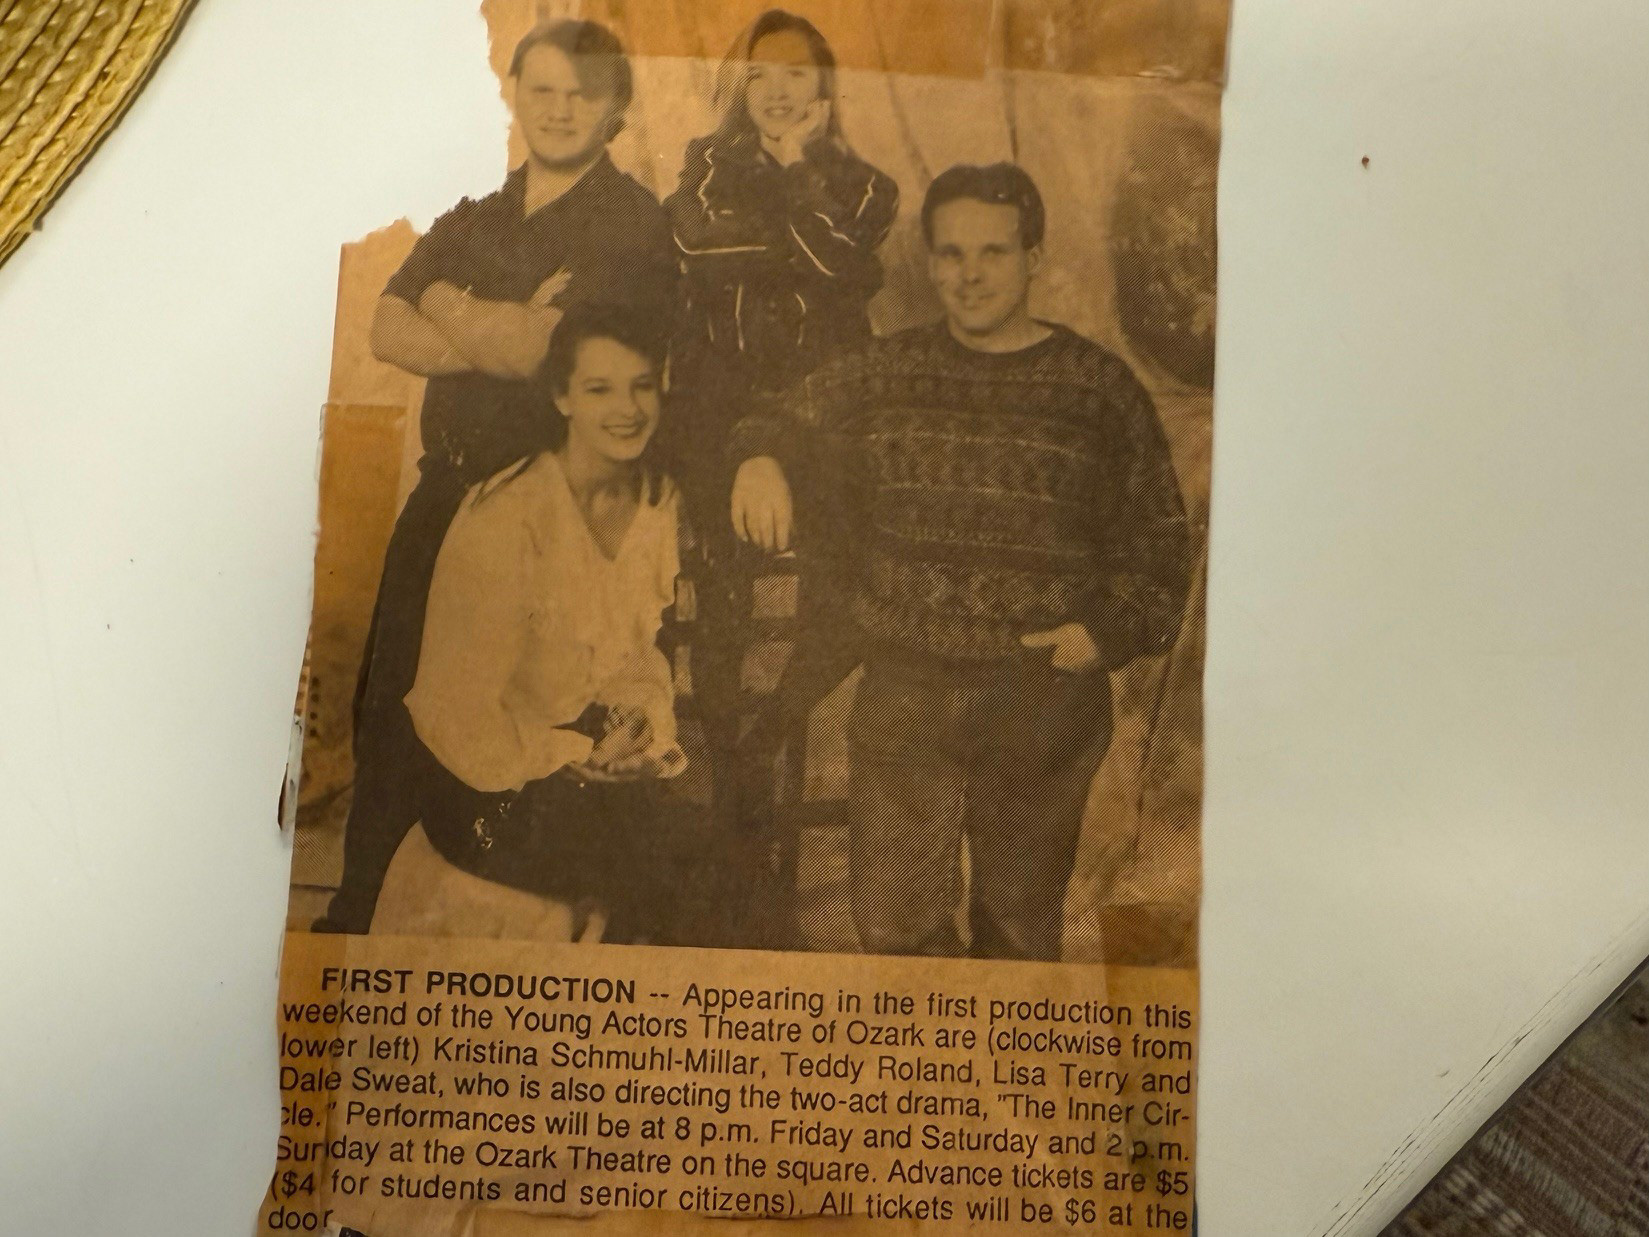 FIRST PRODUCTION -- Appearing in the first production this
weekend of the Young Actors Theatre of Ozark are (clockwise from
lower left) Kristina Schmuhl-Millar, Teddy Roland, Lisa Terry and
Dale Sweat, who is also directing the two-act drama, "The Inner Cir-
cle." Performances will be at 8 p.m. Friday and Saturday and 2 p.m.
Sunday at the Ozark Theatre on the square. Advance tickets are $5
($4 for students and senior citizens). All tickets will be $6 at the
door.